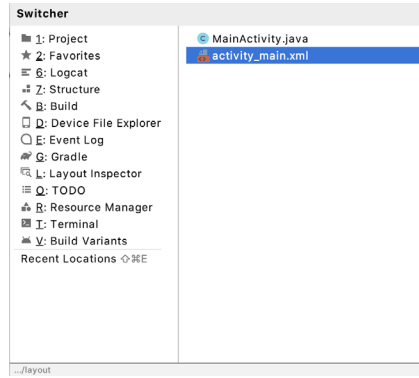 Switcher
1: Project
2: Favorites
6: Logcat
7: Structure
B: Build
D: Device File Explorer
E: Event Log
G: Gradle
L: Layout Inspector
O: TODO
R: Resource Manager
T: Terminal
V: Build Variants
Recent Locations ⇧⌘E
MainActivity.java
activity_main.xml
.../layout